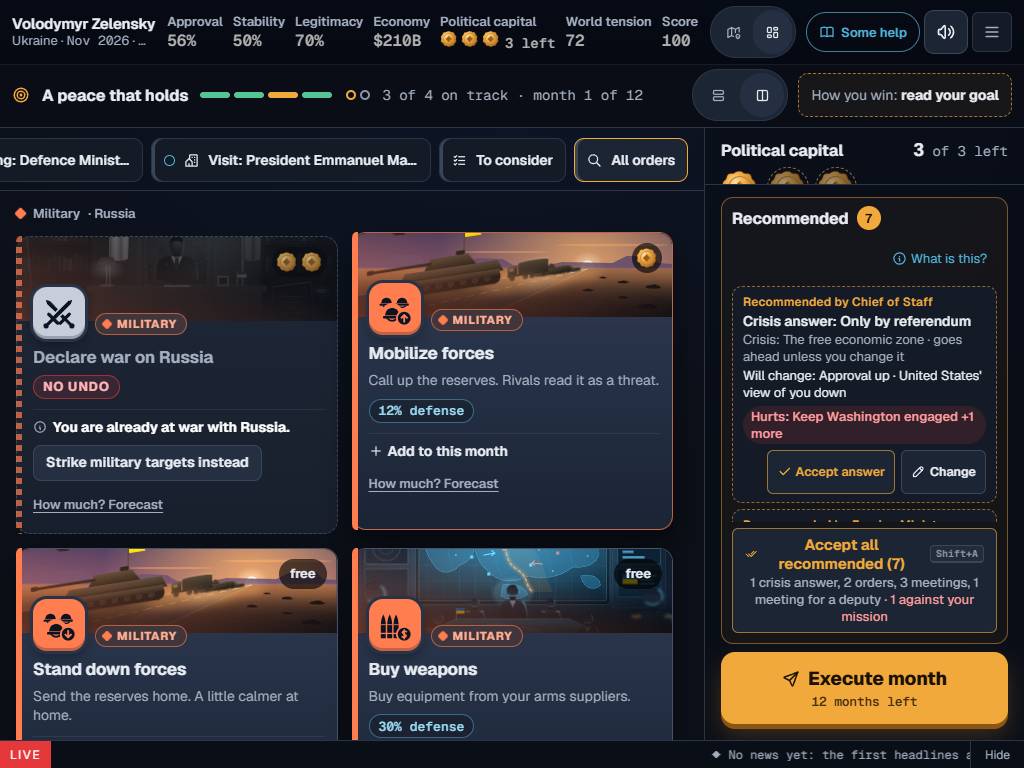 Volodymyr Zelensky
Ukraine · Nov 2026 · …
Approval
56%
Stability
50%
Legitimacy
70%
Economy
$210B
Political capital
3 left
World tension
72
Score
100
Some help
A peace that holds
3 of 4 on track · month 1 of 12
How you win: read your goal
ng: Defence Minist…
Visit: President Emmanuel Ma…
To consider
All orders
Political capital
3 of 3 left
Military · Russia
MILITARY
Declare war on Russia
NO UNDO
You are already at war with Russia.
Strike military targets instead
How much? Forecast
MILITARY
Mobilize forces
Call up the reserves. Rivals read it as a threat.
12% defense
Add to this month
How much? Forecast
free
MILITARY
Stand down forces
Send the reserves home. A little calmer at
home.
free
MILITARY
Buy weapons
Buy equipment from your arms suppliers.
30% defense
Recommended 7
What is this?
Recommended by Chief of Staff
Crisis answer: Only by referendum
Crisis: The free economic zone · goes
ahead unless you change it
Will change: Approval up · United States'
view of you down
Hurts: Keep Washington engaged +1
more
Accept answer
Change
Accept all
recommended (7)
Shift+A
1 crisis answer, 2 orders, 3 meetings, 1
meeting for a deputy · 1 against your
mission
Execute month
12 months left
LIVE
No news yet: the first headlines
Hide